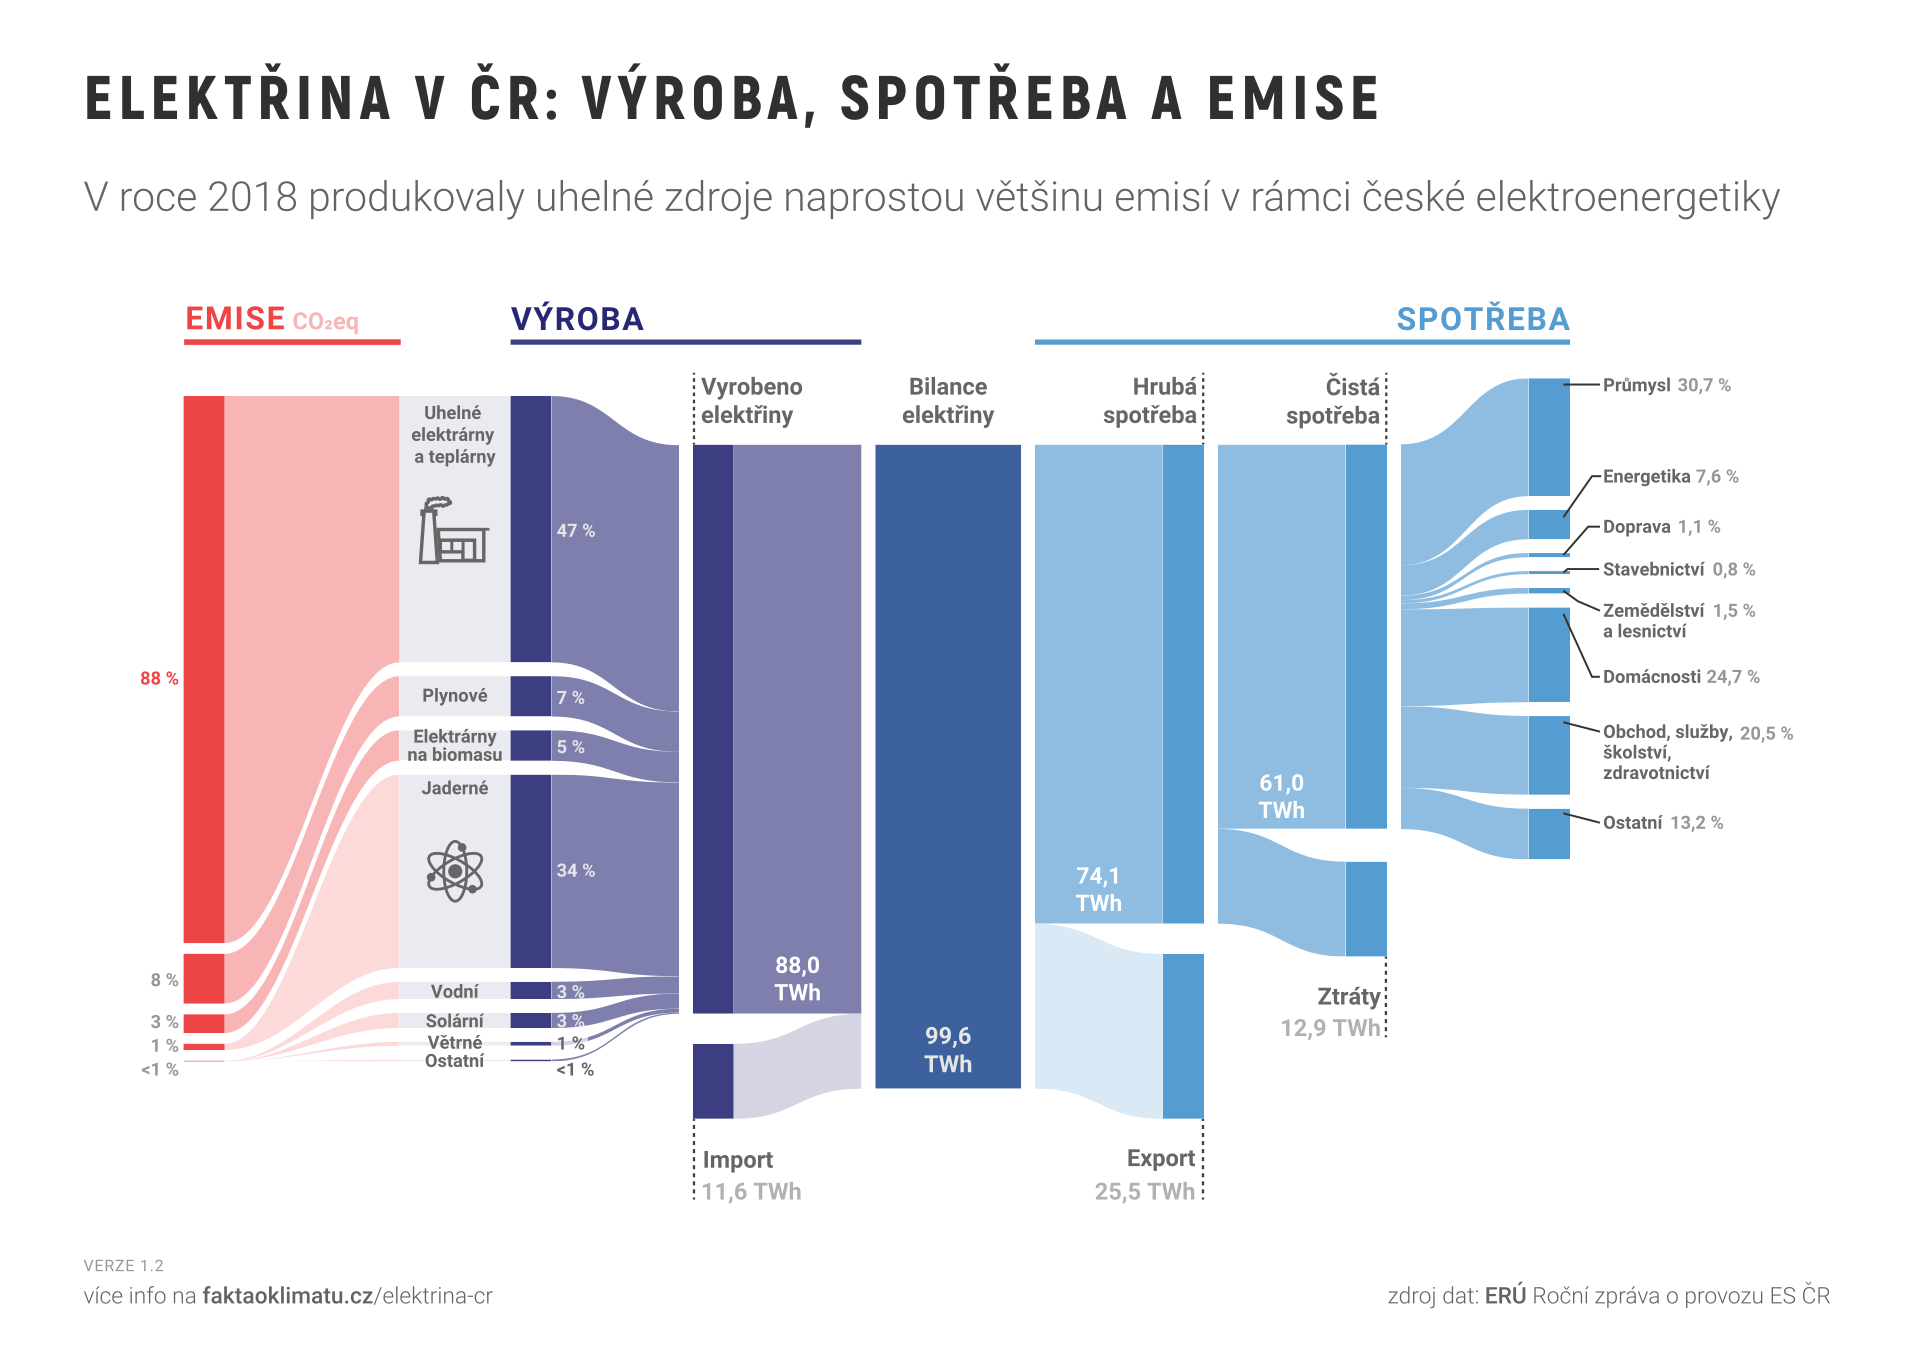 ELEKTŘINA V ČR: VÝROBA, SPOTŘEBA A EMISE
V roce 2018 produkovaly uhelné zdroje naprostou většinu emisí v rámci české elektroenergetiky
EMISE CO₂eq
VÝROBA
SPOTŘEBA
88 %
8 %
3 %
1 %
<1 %
Uhelné
elektrárny
a teplárny
Plynové
Elektrárny
na biomasu
Jaderné
Vodní
Solární
Větrné
Ostatní
47 %
7 %
5 %
34 %
3 %
3 %
1 %
<1 %
Vyrobeno
elektřiny
88,0
TWh
Import
11,6 TWh
Bilance
elektřiny
99,6
TWh
Hrubá
spotřeba
74,1
TWh
Export
25,5 TWh
Čistá
spotřeba
61,0
TWh
Ztráty
12,9 TWh
Průmysl 30,7 %
Energetika 7,6 %
Doprava 1,1 %
Stavebnictví 0,8 %
Zemědělství 1,5 %
a lesnictví
Domácnosti 24,7 %
Obchod, služby, 20,5 %
školství,
zdravotnictví
Ostatní 13,2 %
VERZE 1.2
více info na faktaoklimatu.cz/elektrina-cr
zdroj dat: ERÚ Roční zpráva o provozu ES ČR